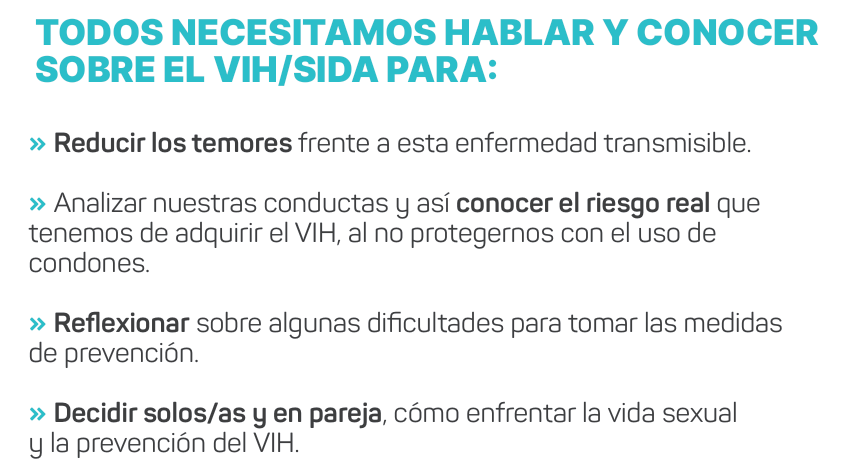 TODOS NECESITAMOS HABLAR Y CONOCER
SOBRE EL VIH/SIDA PARA:
» Reducir los temores frente a esta enfermedad transmisible.
» Analizar nuestras conductas y así conocer el riesgo real que
tenemos de adquirir el VIH, al no protegernos con el uso de
condones.
» Reflexionar sobre algunas dificultades para tomar las medidas
de prevención.
» Decidir solos/as y en pareja, cómo enfrentar la vida sexual
y la prevención del VIH.